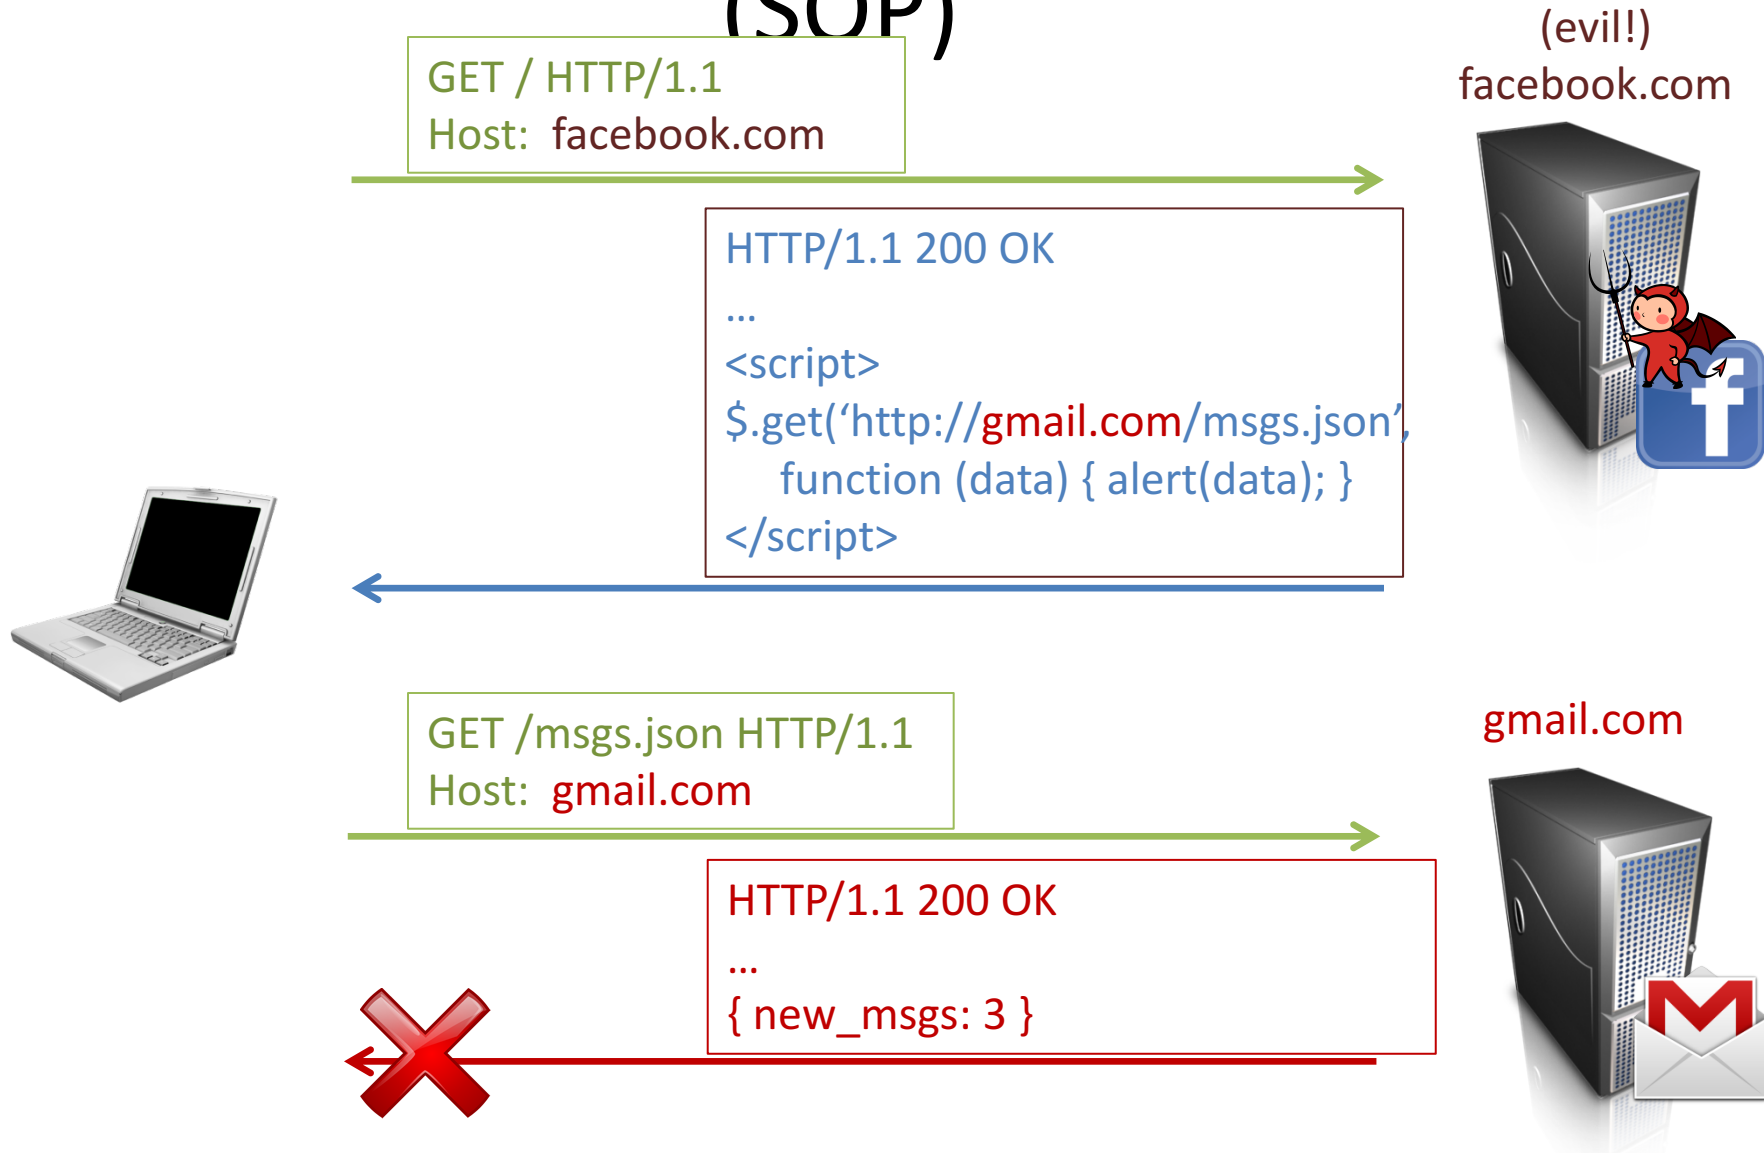 (SOP)
(evil!)
facebook.com
GET / HTTP/1.1
Host: facebook.com
HTTP/1.1 200 OK
...
<script>
$.get(‘http://gmail.com/msgs.json’,
function (data) { alert(data); }
</script>
f
GET /msgs.json HTTP/1.1
Host: gmail.com
gmail.com
HTTP/1.1 200 OK
...
{ new_msgs: 3 }